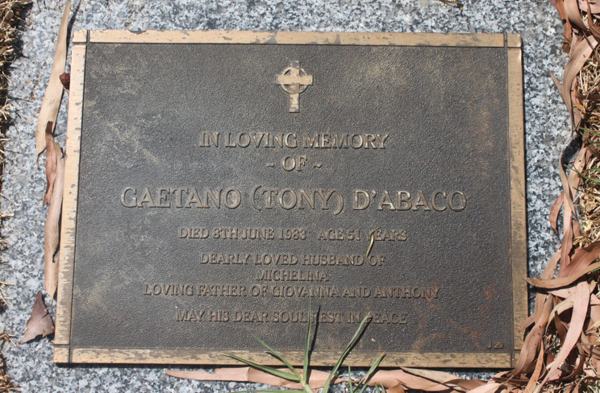 IN LOVING MEMORY
~ OF ~
GAETANO (TONY) D'ABACO
DIED 8TH JUNE 1983 AGE 51 YEARS
DEARLY LOVED HUSBAND OF
MICHELINA
LOVING FATHER OF GIOVANNA AND ANTHONY
MAY HIS DEAR SOUL REST IN PEACE